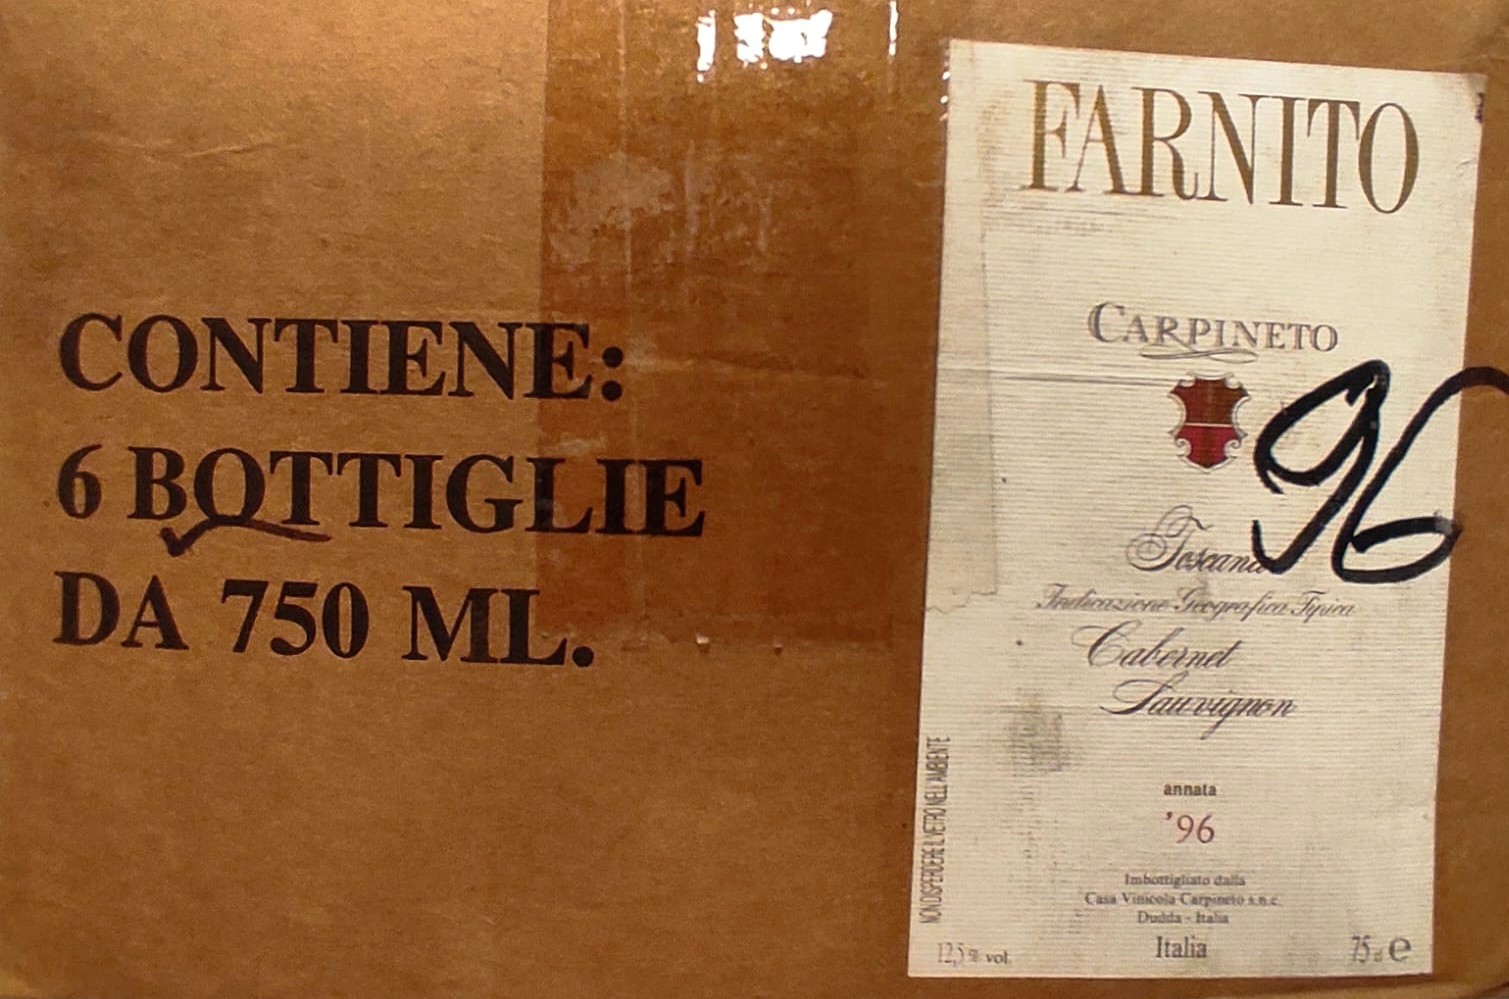 CONTIENE:
6 BOTTIGLIE
DA 750 ML.
FARNITO
CARPINETO
96
Toscana
Indicazione Geografica Tipica
Cabernet
Sauvignon
annata
'96
Imbottigliato dalla
Casa Vinicola Carpineto s.n.c.
Dudda - Italia
12,5 % vol.
Italia
75 cl e
NON DISPERDERE IL VETRO NELL'AMBIENTE